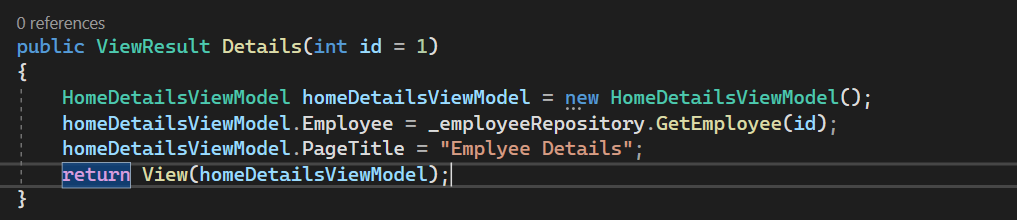 0 references
public ViewResult Details(int id = 1)
{
HomeDetailsViewModel homeDetailsViewModel = new HomeDetailsViewModel();
homeDetailsViewModel.Employee = _employeeRepository.GetEmployee(id);
homeDetailsViewModel.PageTitle = "Emplyee Details";
return View(homeDetailsViewModel);
}